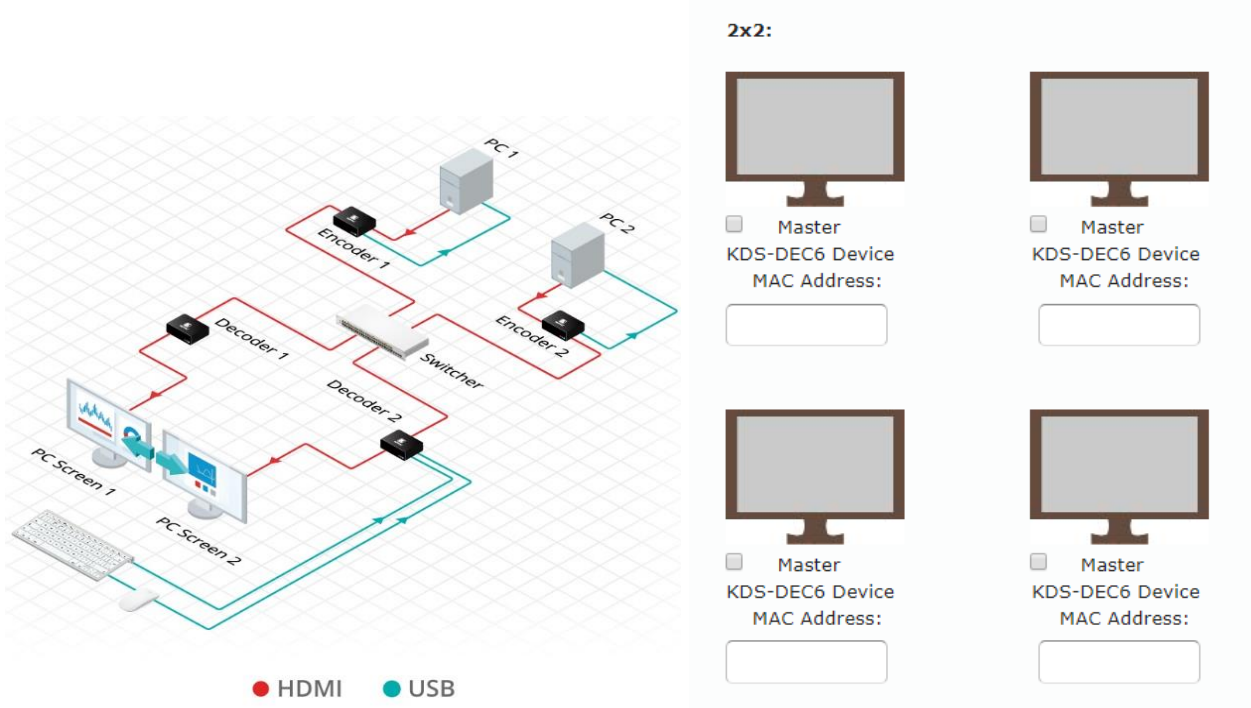 PC 1
PC 2
Encoder 1
Encoder 2
Decoder 1
Switcher
Decoder 2
PC Screen 1
PC Screen 2
HDMI
USB
2x2:
Master
KDS-DEC6 Device
MAC Address:
Master
KDS-DEC6 Device
MAC Address:
Master
KDS-DEC6 Device
MAC Address:
Master
KDS-DEC6 Device
MAC Address: